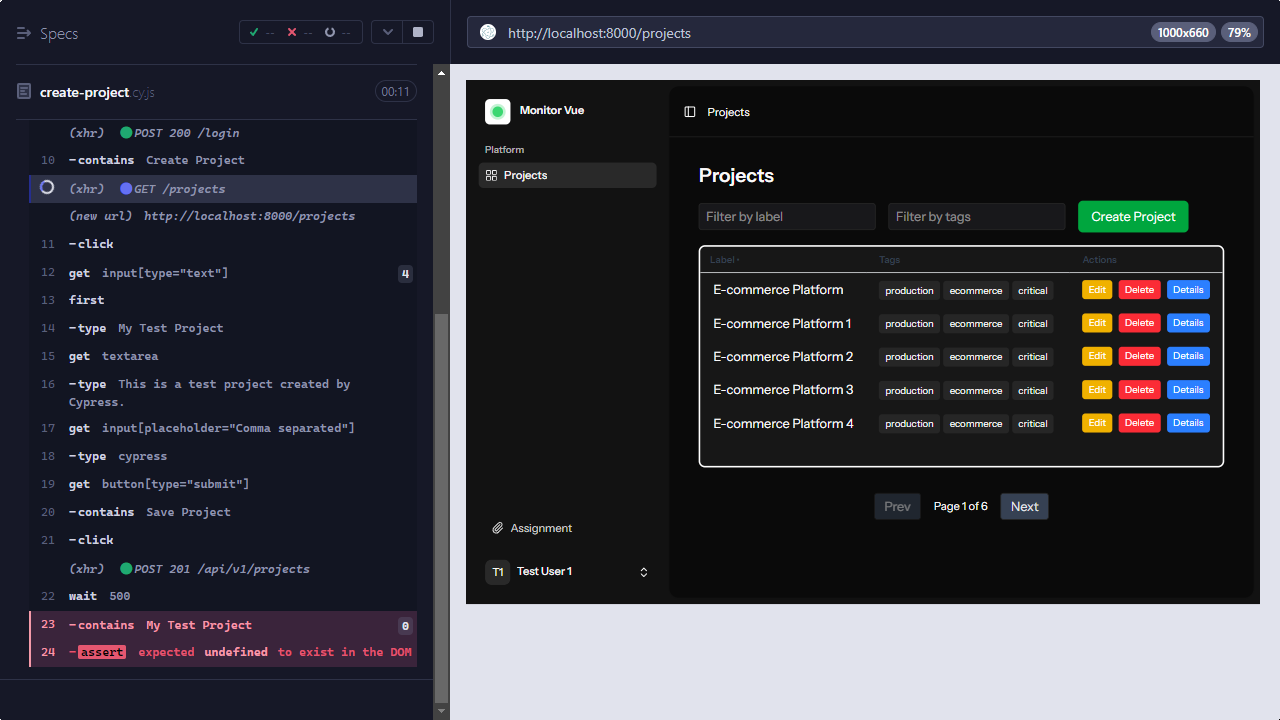 Specs
-- -- --
create-project.cy.js 00:11
(xhr) POST 200 /login
10 -contains Create Project
(xhr) GET /projects
(new url) http://localhost:8000/projects
11 -click
12 get input[type="text"] 4
13 first
14 -type My Test Project
15 get textarea
16 -type This is a test project created by
Cypress.
17 get input[placeholder="Comma separated"]
18 -type cypress
19 get button[type="submit"]
20 -contains Save Project
21 -click
(xhr) POST 201 /api/v1/projects
22 wait 500
23 -contains My Test Project 0
24 -assert expected undefined to exist in the DOM
http://localhost:8000/projects 1000x660 79%
Monitor Vue
Platform
Projects
Assignment
T1 Test User 1
Projects
Projects
Filter by label Filter by tags Create Project
Label Tags Actions
E-commerce Platform production ecommerce critical Edit Delete Details
E-commerce Platform 1 production ecommerce critical Edit Delete Details
E-commerce Platform 2 production ecommerce critical Edit Delete Details
E-commerce Platform 3 production ecommerce critical Edit Delete Details
E-commerce Platform 4 production ecommerce critical Edit Delete Details
Prev Page 1 of 6 Next